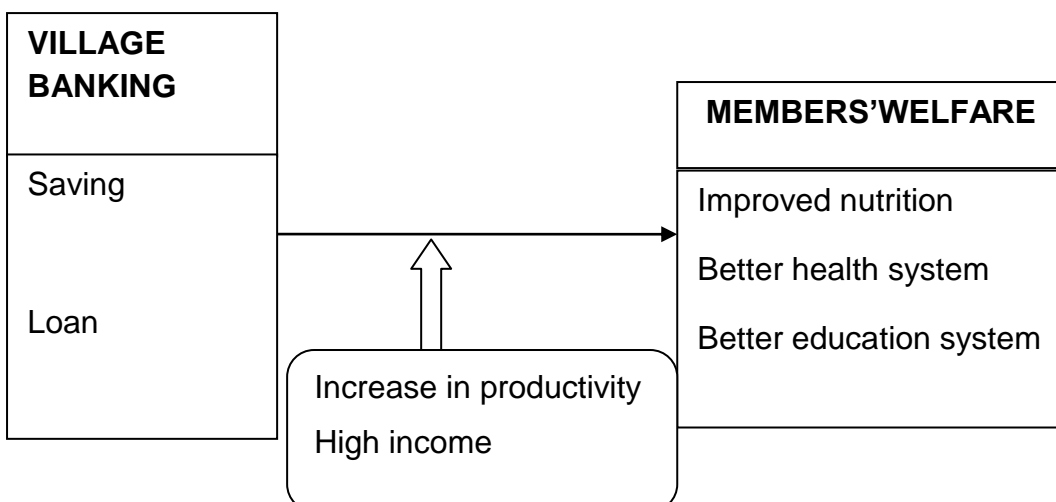 VILLAGE
BANKING
Saving
Loan
MEMBERS’WELFARE
Improved nutrition
Better health system
Better education system
Increase in productivity
High income